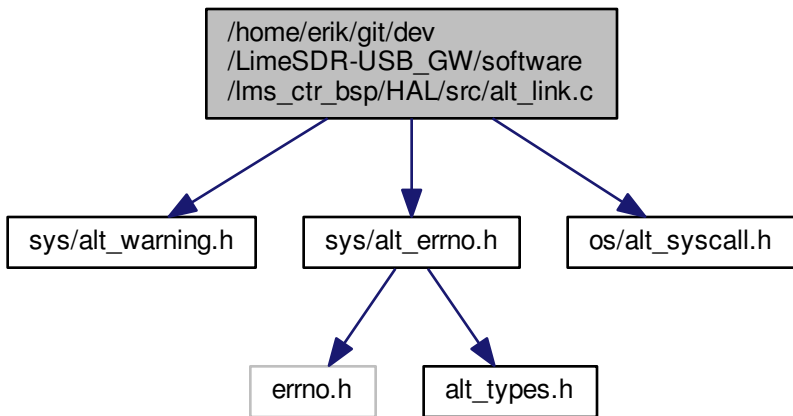 /home/erik/git/dev
/LimeSDR-USB_GW/software
/lms_ctr_bsp/HAL/src/alt_link.c
sys/alt_warning.h
sys/alt_errno.h
os/alt_syscall.h
errno.h
alt_types.h